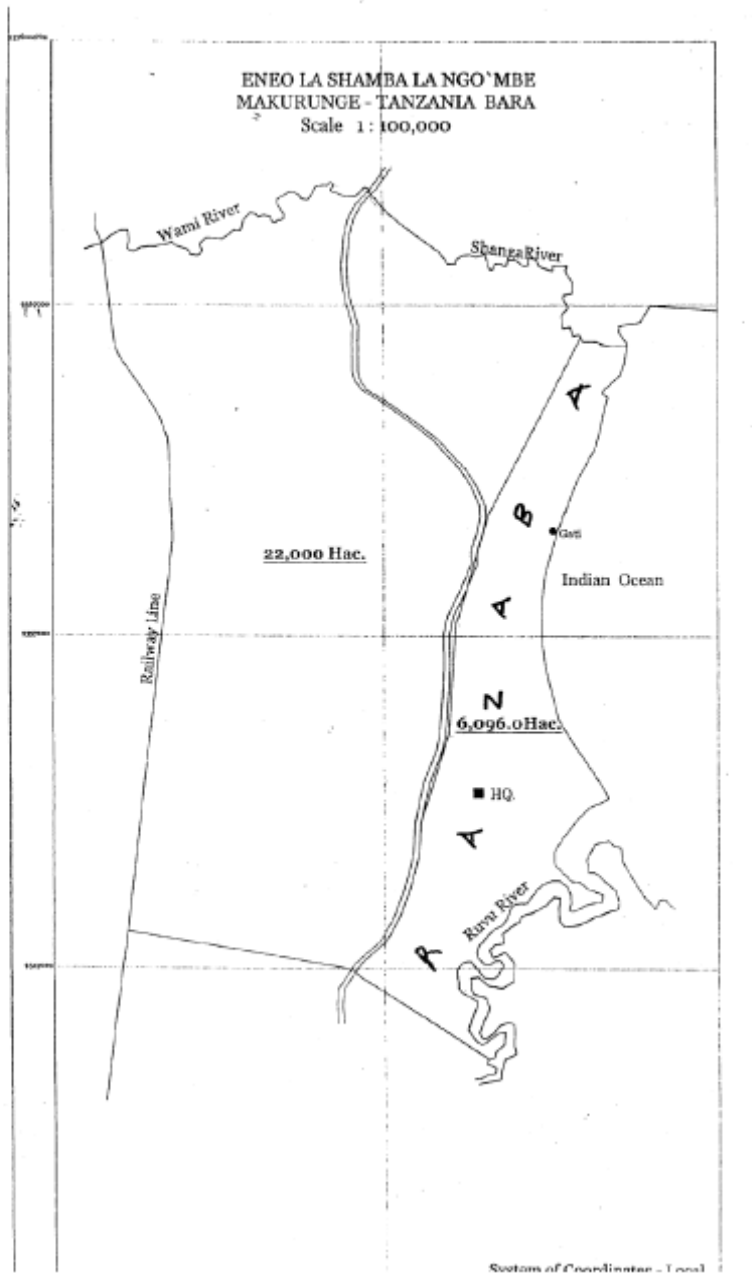 ENEO LA SHAMBA LA NGO`MBE
MAKURUNGE - TANZANIA BARA
Scale 1 : 100,000
Wami River
Shanga River
A
B
Gati
22,000 Hac.
Indian Ocean
A
Railway Line
Z
6,096.0Hac.
HQ.
A
Ruvu River
R
System of Coordinates - Local